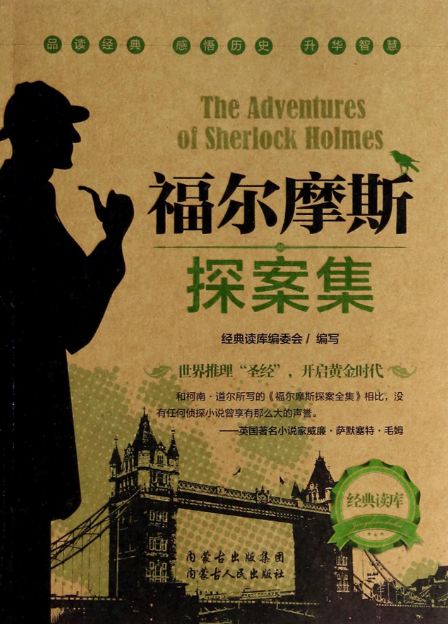 品读经典 感悟历史 升华智慧
The Adventures
of Sherlock Holmes
福尔摩斯
探案集
经典读库编委会 / 编写
世界推理“圣经”，开启黄金时代
和柯南·道尔所写的《福尔摩斯探案全集》相比，没
有任何侦探小说曾享有那么大的声誉。
——英国著名小说家威廉·萨默塞特·毛姆
经典读库
内蒙古出版集团
内蒙古人民出版社